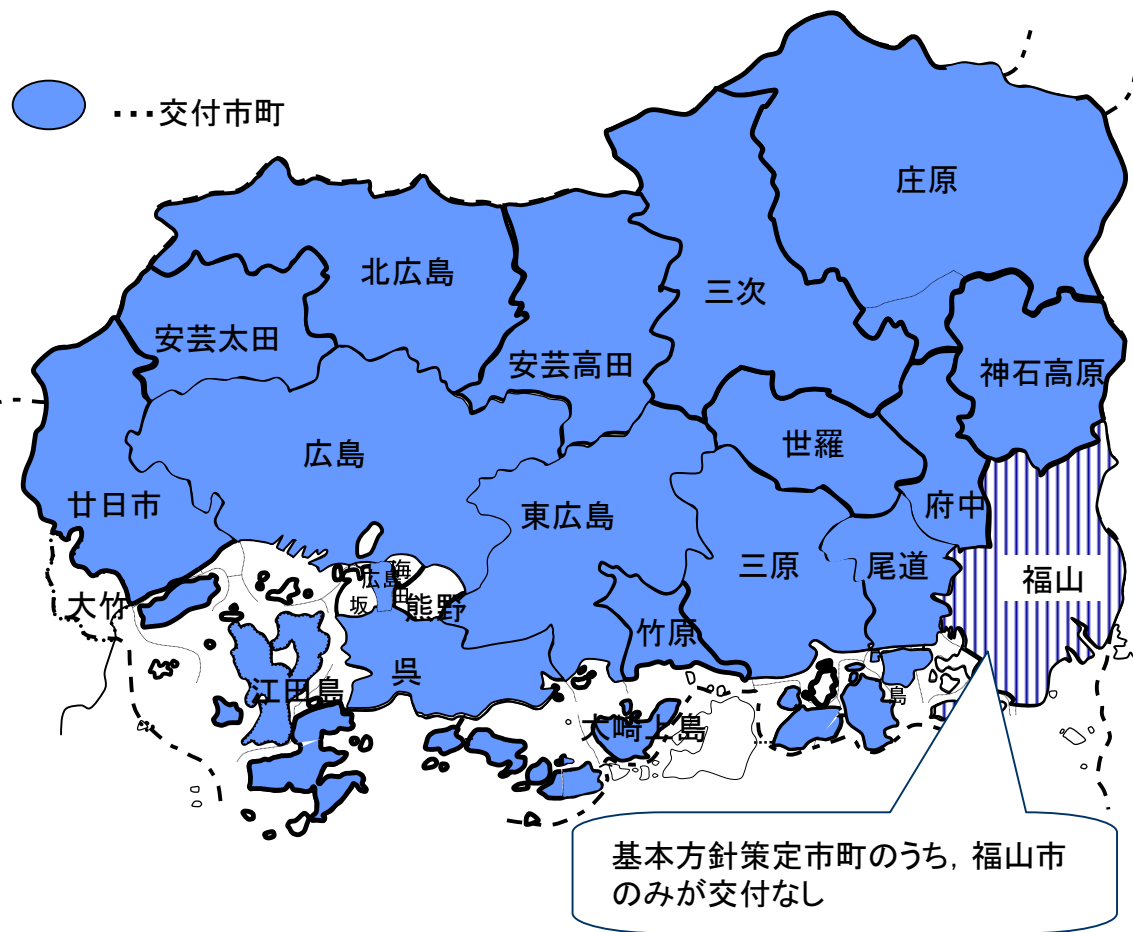 ･･･交付市町
庄原
北広島
三次
安芸太田
安芸高田
神石高原
世羅
広島
廿日市
東広島
府中
三原
尾道
福山
海田
広島
坂
熊野
大竹
竹原
呉
江田島
島
大崎上島
基本方針策定市町のうち，福山市
のみが交付なし